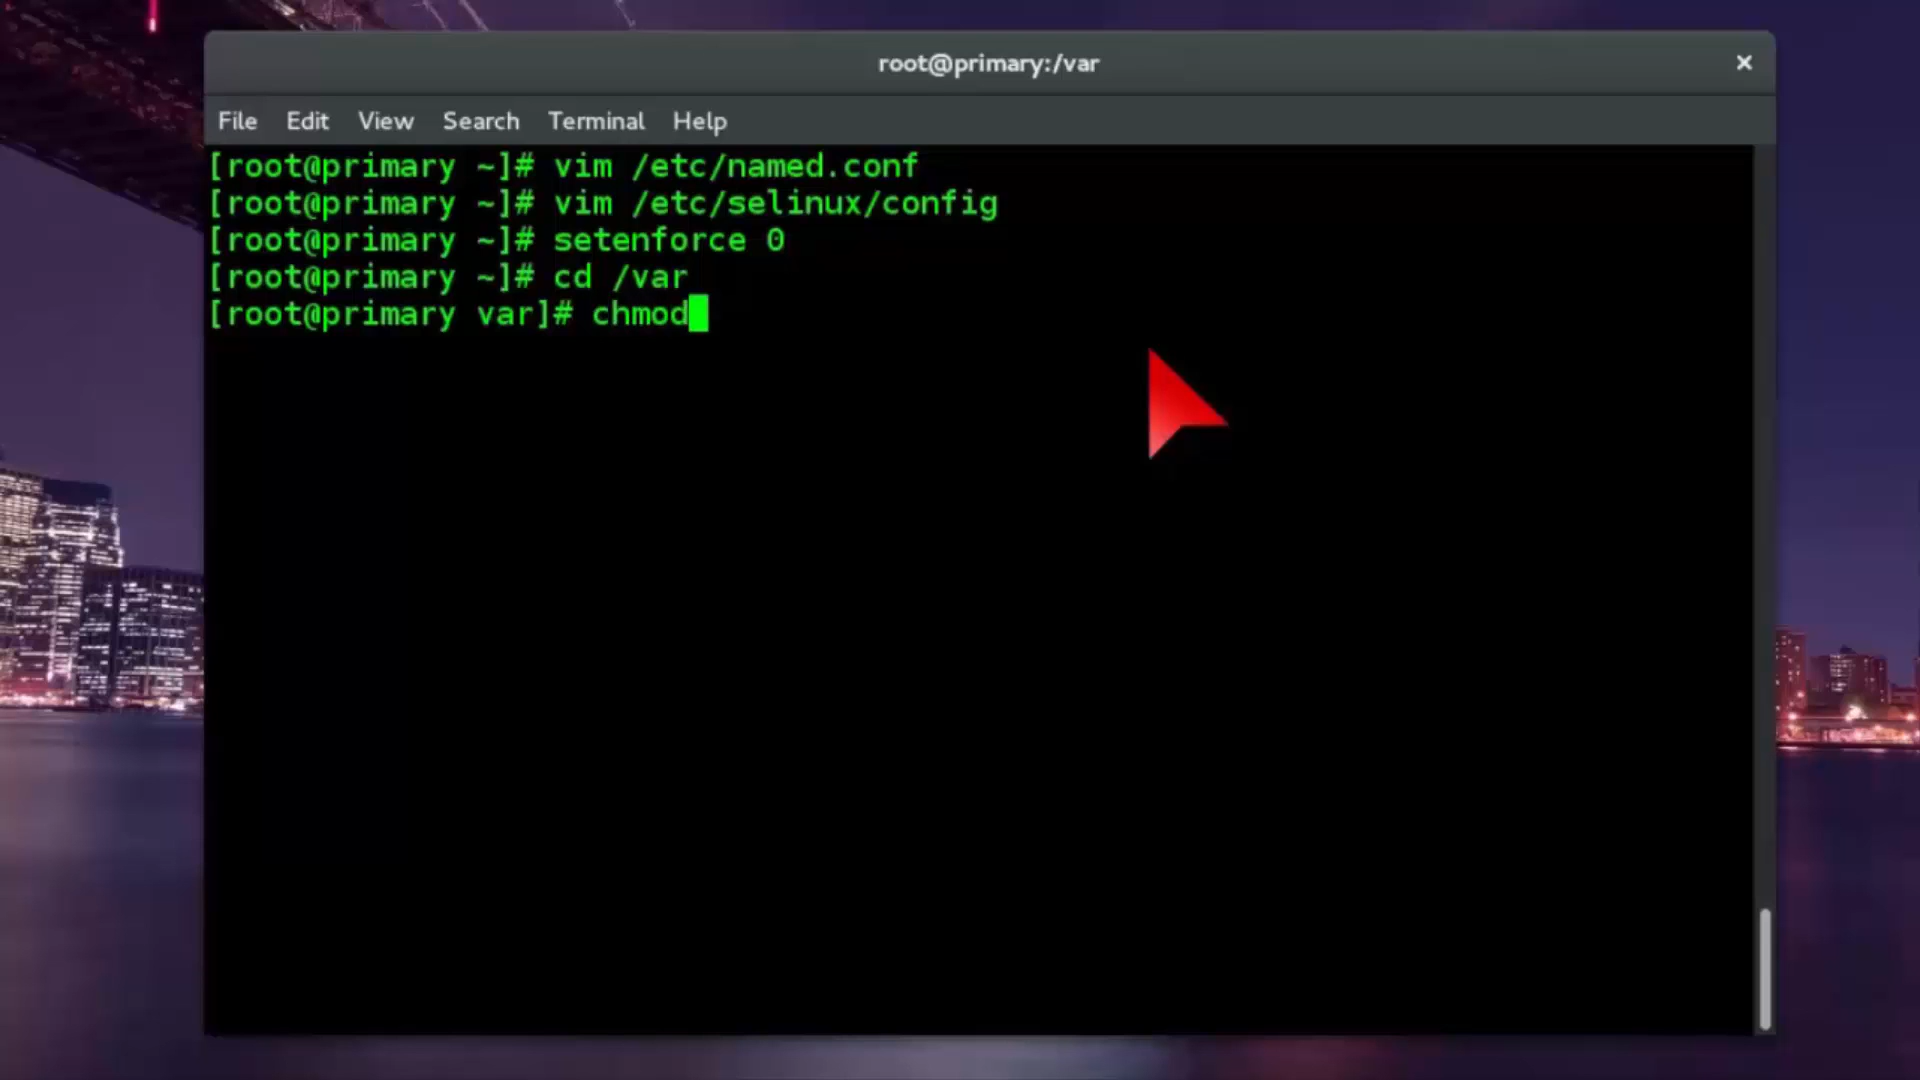 root@primary:/var
File Edit View Search Terminal Help
[root@primary ~]# vim /etc/named.conf
[root@primary ~]# vim /etc/selinux/config
[root@primary ~]# setenforce 0
[root@primary ~]# cd /var
[root@primary var]# chmod